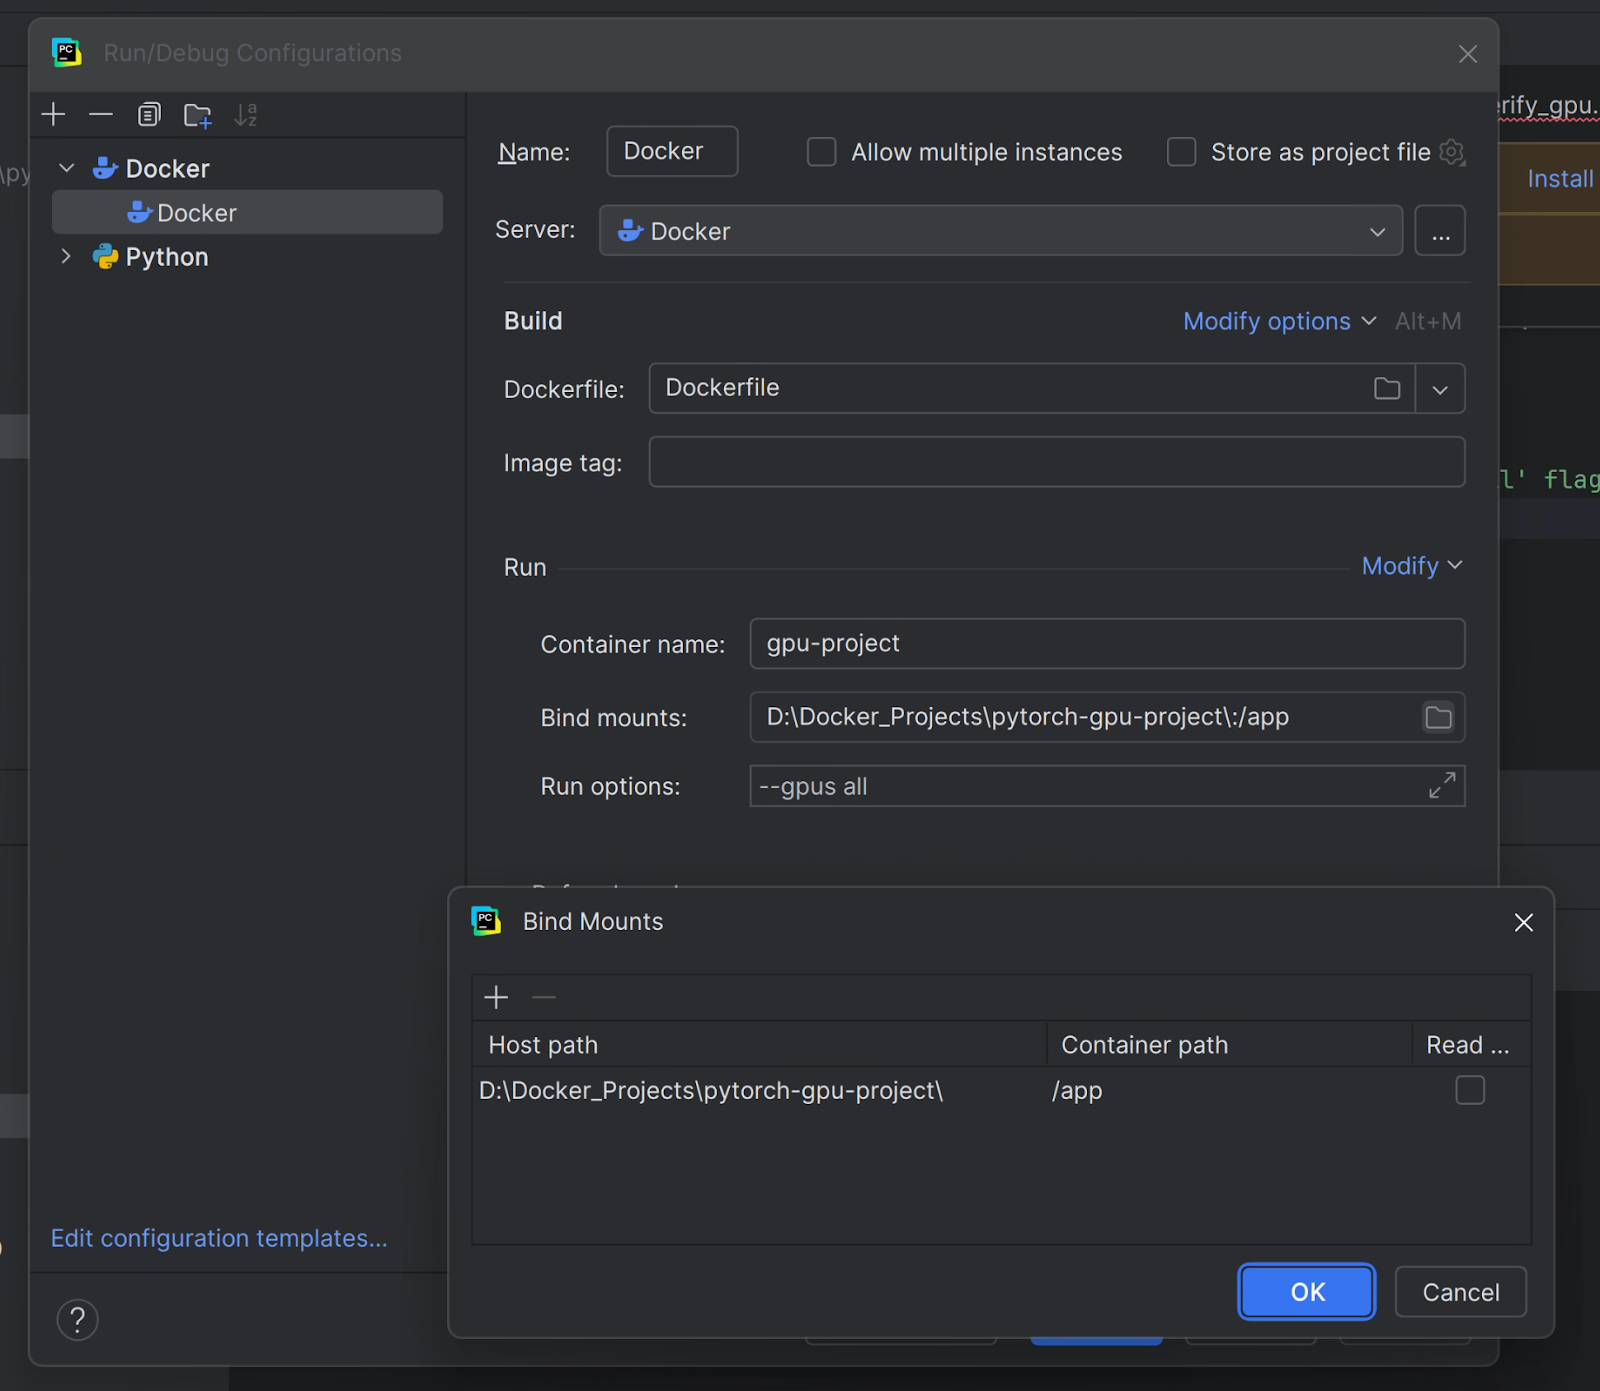 Run/Debug Configurations
Docker
Docker
Python
Name:
Docker
Allow multiple instances
Store as project file
Server:
Docker
...
Build
Modify options
Alt+M
Dockerfile:
Dockerfile
Image tag:
Run
Modify
Container name:
gpu-project
Bind mounts:
D:\Docker_Projects\pytorch-gpu-project\:/app
Run options:
--gpus all
Edit configuration templates...
?
Bind Mounts
Host path
Container path
Read ...
D:\Docker_Projects\pytorch-gpu-project\
/app
OK
Cancel
\py
erify_gpu.
Install
l' flag